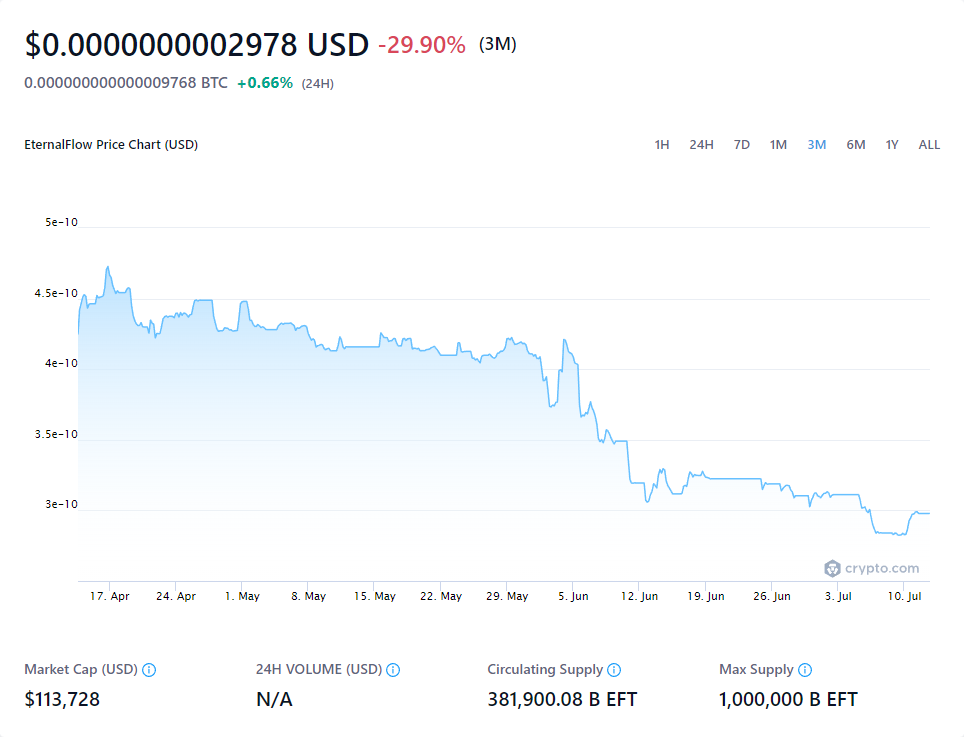 $0.0000000002978 USD -29.90% (3M)
0.000000000000009768 BTC +0.66% (24H)
EternalFlow Price Chart (USD) 1H 24H 7D 1M 3M 6M 1Y ALL
5e-10
4.5e-10
4e-10
3.5e-10
3e-10
crypto.com
17. Apr 24. Apr 1. May 8. May 15. May 22. May 29. May 5. Jun 12. Jun 19. Jun 26. Jun 3. Jul 10. Jul
Market Cap (USD) 24H VOLUME (USD) Circulating Supply Max Supply
$113,728 N/A 381,900.08 B EFT 1,000,000 B EFT